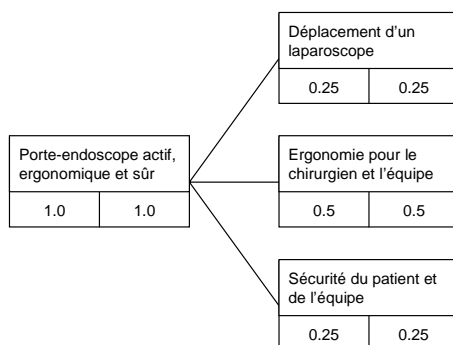 Déplacement d'un
laparoscope
0.25 0.25
Porte-endoscope actif,
ergonomique et sûr
1.0 1.0
Ergonomie pour le
chirurgien et l'équipe
0.5 0.5
Sécurité du patient et
de l'équipe
0.25 0.25